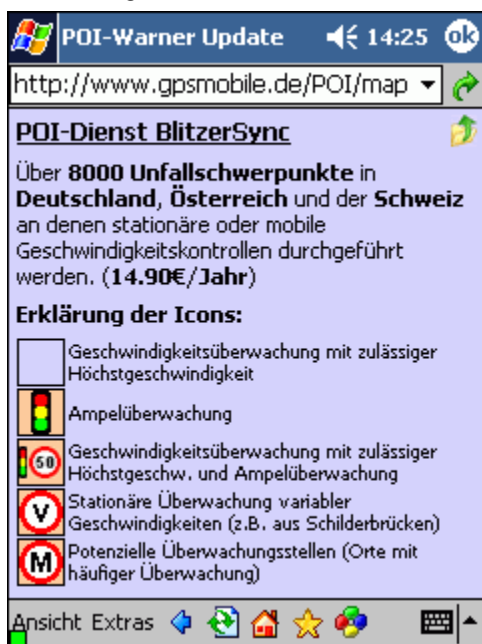 POI-Warner Update 14:25 ok
http://www.gpsmobile.de/POI/map
POI-Dienst BlitzerSync
Über 8000 Unfallschwerpunkte in
Deutschland, Österreich und der Schweiz
an denen stationäre oder mobile
Geschwindigkeitskontrollen durchgeführt
werden. (14.90€/Jahr)
Erklärung der Icons:
Geschwindigkeitsüberwachung mit zulässiger
Höchstgeschwindigkeit
Ampelüberwachung
50 Geschwindigkeitsüberwachung mit zulässiger
Höchstgeschw. und Ampelüberwachung
V Stationäre Überwachung variabler
Geschwindigkeiten (z.B. aus Schilderbrücken)
M Potenzielle Überwachungsstellen (Orte mit
häufiger Überwachung)
Ansicht Extras